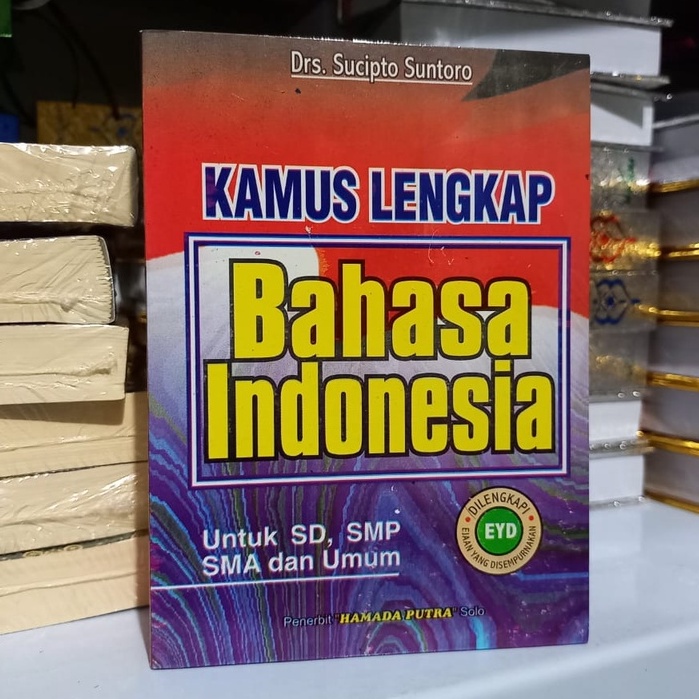 Drs. Sucipto Suntoro
KAMUS LENGKAP
Bahasa
Indonesia
Untuk SD, SMP
SMA dan Umum
DILENGKAPI
EYD
EJAAN YANG DISEMPURNAKAN
Penerbit "HAMADA PUTRA" Solo